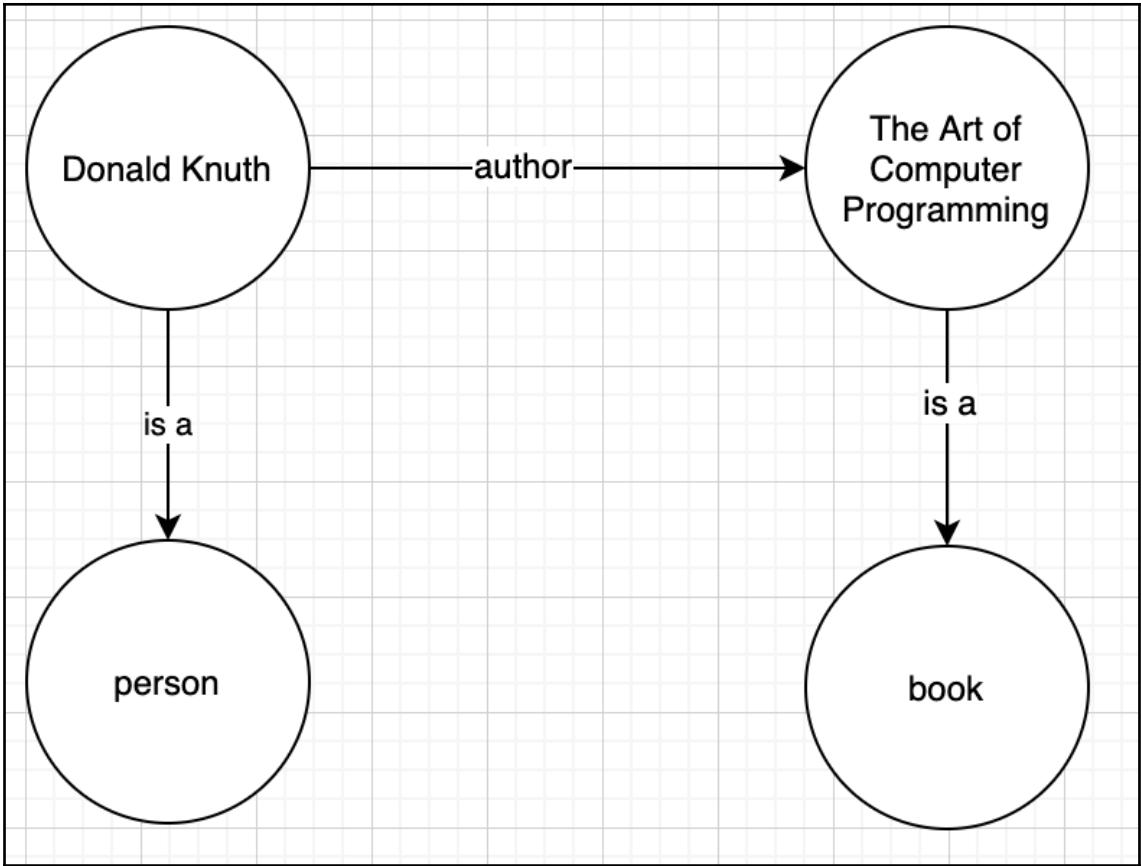 Donald Knuth
author
The Art of
Computer
Programming
is a
is a
person
book